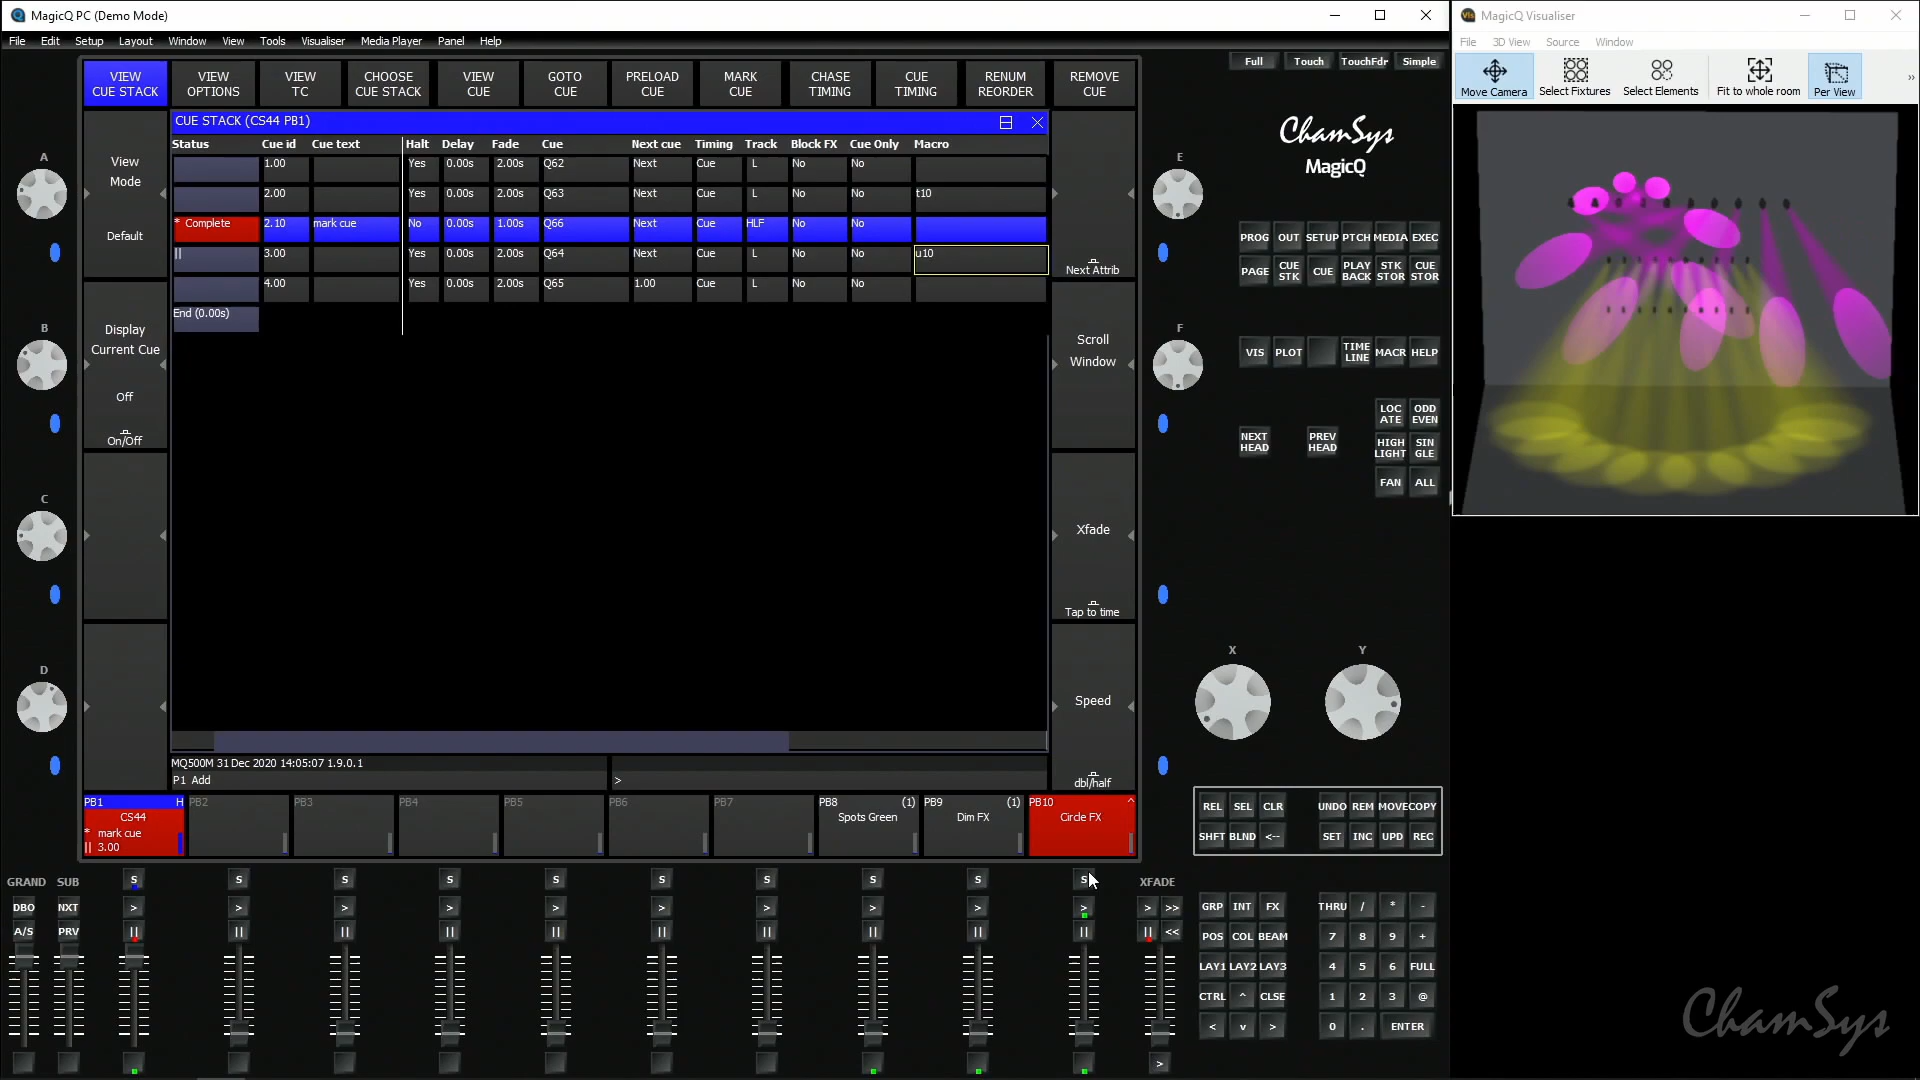 MagicQ PC (Demo Mode)
File Edit Setup Layout Window View Tools Visualiser Media Player Panel Help
VIEW CUE STACK
VIEW OPTIONS
VIEW TC
CHOOSE CUE STACK
VIEW CUE
GOTO CUE
PRELOAD CUE
MARK CUE
CHASE TIMING
CUE TIMING
RENUM REORDER
REMOVE CUE
CUE STACK (CS44 PB1)
Status Cue id Cue text Halt Delay Fade Cue Next cue Timing Track Block FX Cue Only Macro
1.00 Yes 0.00s 2.00s Q62 Next Cue L No No
2.00 Yes 0.00s 2.00s Q63 Next Cue L No No t10
* Complete 2.10 mark cue No 0.00s 1.00s Q66 Next Cue HLF No No
|| 3.00 Yes 0.00s 2.00s Q64 Next Cue L No No u10
4.00 Yes 0.00s 2.00s Q65 1.00 Cue L No No
End (0.00s)
A
View
Mode
Default
B
Display
Current Cue
Off
On/Off
C
D
Next Attrib
Scroll
Window
Xfade
Tap to time
Speed
dbl/half
MQ500M 31 Dec 2020 14:05:07 1.9.0.1
P1 Add >
PB1 H
CS44
* mark cue
|| 3.00
PB2
PB3
PB4
PB5
PB6
PB7
PB8 (1)
Spots Green
PB9 (1)
Dim FX
PB10 ^
Circle FX
GRAND SUB
DBO NXT
A/S PRV
S S S S S S S S S S
> > > > > > > > > >
|| || || || || || || || || ||
XFADE
> >>
|| <<
>
Full Touch TouchFdr Simple
ChamSys
MagicQ
E
F
PROG OUT SETUP PTCH MEDIA EXEC
PAGE CUE STK CUE PLAY BACK STK STOR CUE STOR
VIS PLOT TIME LINE MACR HELP
LOC ATE ODD EVEN
NEXT HEAD PREV HEAD HIGH LIGHT SIN GLE
FAN ALL
X Y
REL SEL CLR UNDO REM MOVE COPY
SHFT BLND <-- SET INC UPD REC
GRP INT FX THRU / * -
POS COL BEAM 7 8 9 +
LAY1 LAY2 LAY3 4 5 6 FULL
CTRL ^ CLSE 1 2 3 @
< v > 0 . ENTER
MagicQ Visualiser
File 3D View Source Window
Move Camera Select Fixtures Select Elements Fit to whole room Per View »
ChamSys